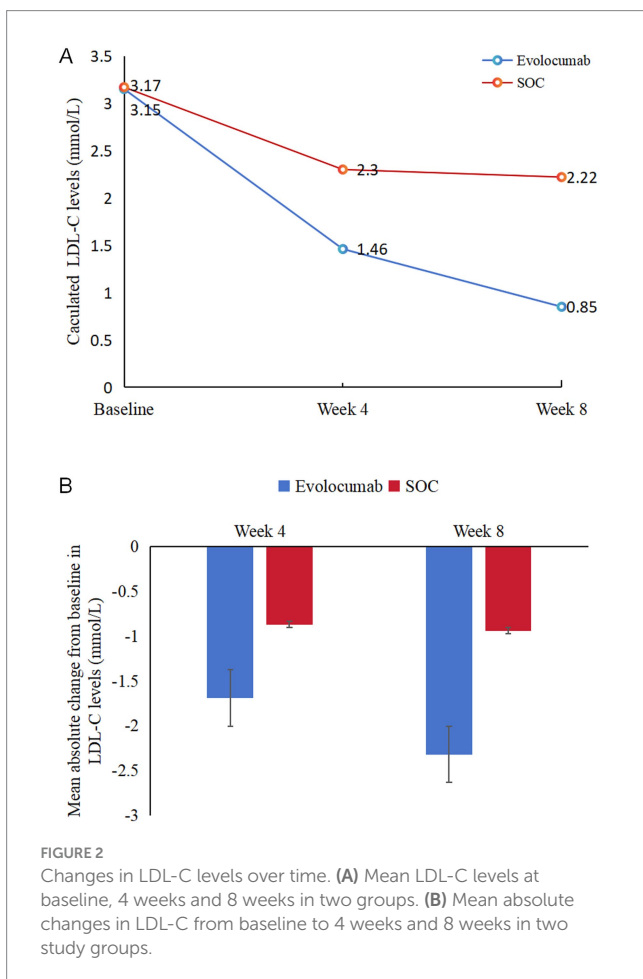 A
Caculated LDL-C levels (mmol/L)
3.5
3
2.5
2
1.5
1
0.5
0
Evolocumab
SOC
3.17
3.15
2.3
2.22
1.46
0.85
Baseline Week 4 Week 8
B
Evolocumab SOC
Week 4 Week 8
Mean absolute change from baseline in
LDL-C levels (mmol/L)
0
-0.5
-1
-1.5
-2
-2.5
-3
FIGURE 2
Changes in LDL-C levels over time. (A) Mean LDL-C levels at
baseline, 4 weeks and 8 weeks in two groups. (B) Mean absolute
changes in LDL-C from baseline to 4 weeks and 8 weeks in two
study groups.